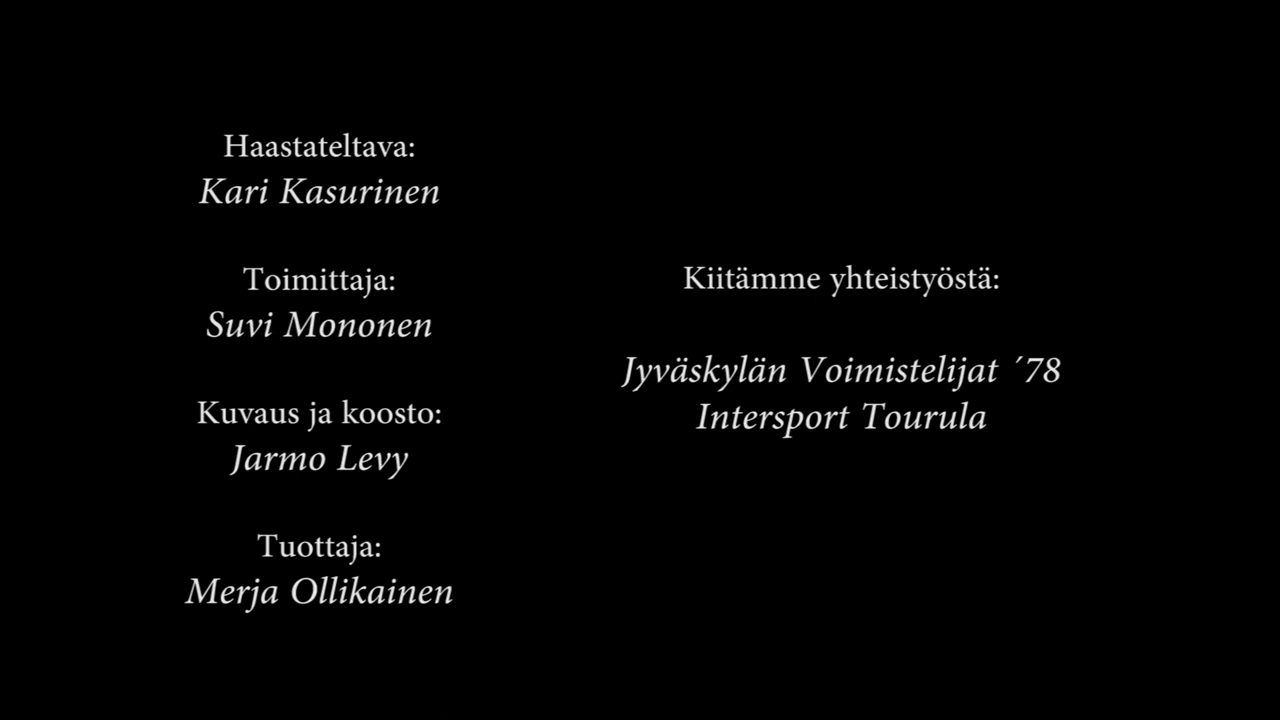 Haastateltava:
Kari Kasurinen
Toimittaja:
Suvi Mononen
Kuvaus ja koosto:
Jarmo Levy
Tuottaja:
Merja Ollikainen
Kiitämme yhteistyöstä:
Jyväskylän Voimistelijat ´78
Intersport Tourula